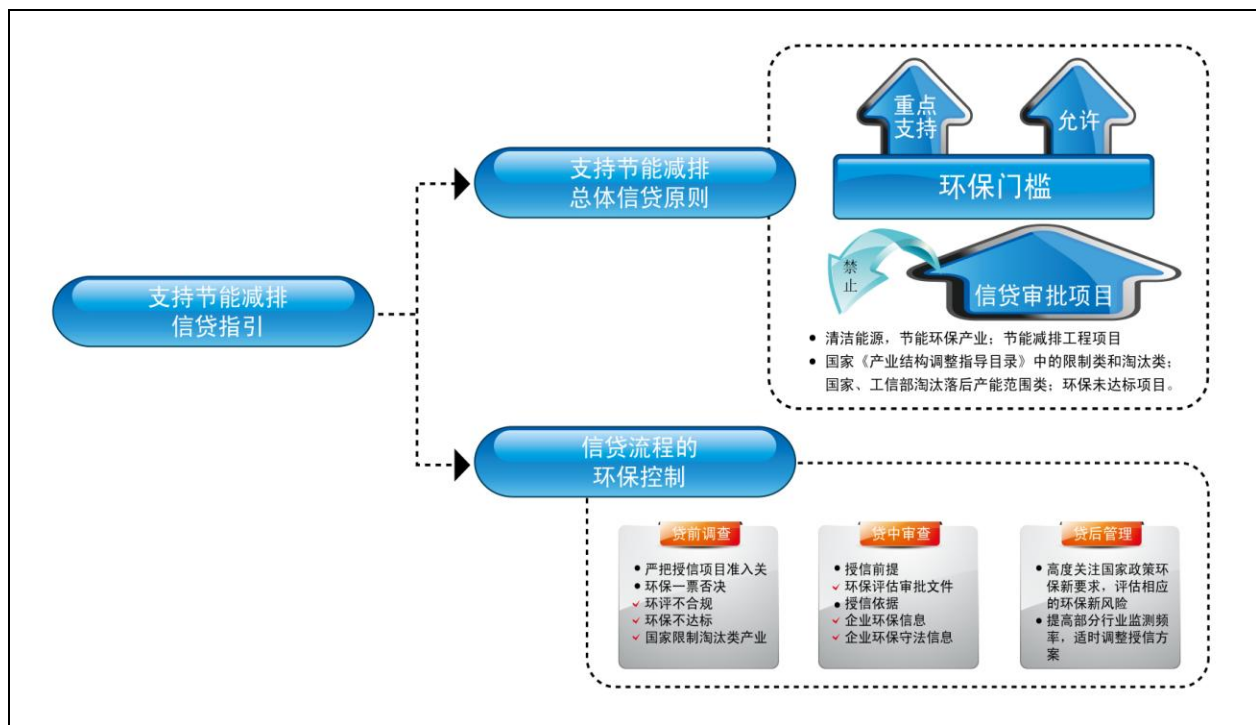 支持节能减排
信贷指引
支持节能减排
总体信贷原则
重点
支持
允许
环保门槛
禁
止
信贷审批项目
● 清洁能源，节能环保产业；节能减排工程项目
● 国家《产业结构调整指导目录》中的限制类和淘汰类；
国家、工信部淘汰落后产能范围类；环保未达标项目。
信贷流程的
环保控制
贷前调查
● 严把授信项目准入关
● 环保一票否决
✓ 环评不合规
✓ 环保不达标
✓ 国家限制淘汰类产业
贷中审查
● 授信前提
✓ 环保评估审批文件
● 授信依据
✓ 企业环保信息
✓ 企业环保守法信息
贷后管理
● 高度关注国家政策环
保新要求，评估相应
的环保新风险
● 提高部分行业监测频
率，适时调整授信方
案